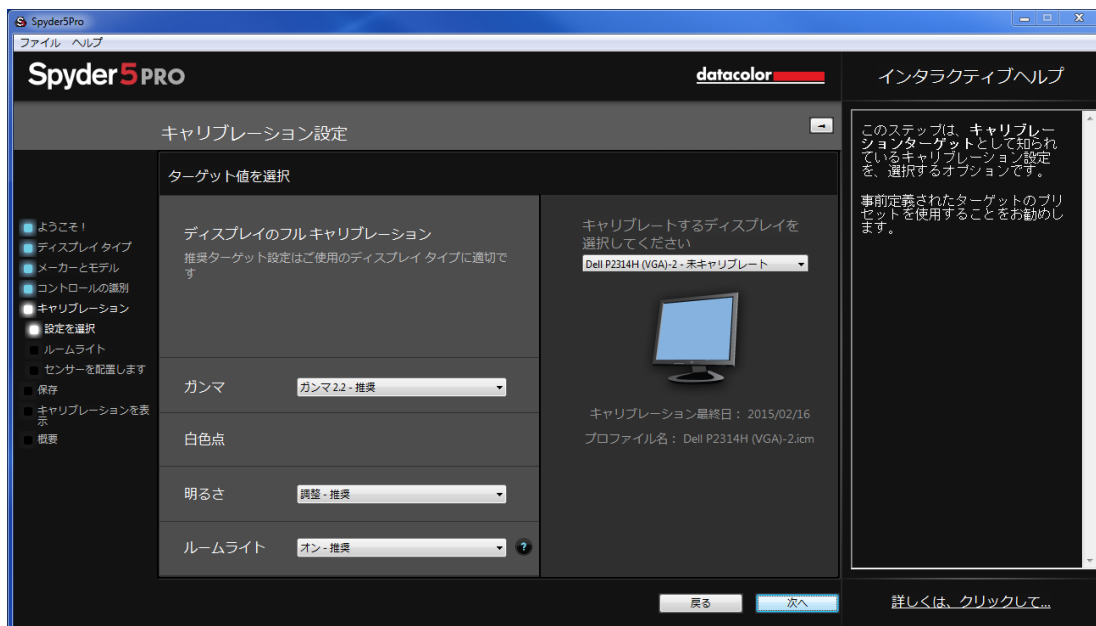 Spyder5Pro
ファイル ヘルプ
Spyder5PRO
datacolor
インタラクティブヘルプ
キャリブレーション設定
ターゲット値を選択
ようこそ！
ディスプレイ タイプ
メーカーとモデル
コントロールの識別
キャリブレーション
設定を選択
ルームライト
センサーを配置します
保存
キャリブレーションを表
示
概要
ディスプレイのフル キャリブレーション
推奨ターゲット設定はご使用のディスプレイ タイプに適切で
す
ガンマ ガンマ 2.2 - 推奨
白色点
明るさ 調整 - 推奨
ルームライト オン - 推奨 ?
キャリブレートするディスプレイを
選択してください
Dell P2314H (VGA)-2 - 未キャリブレート
キャリブレーション最終日： 2015/02/16
プロファイル名： Dell P2314H (VGA)-2.icm
戻る 次へ
このステップは、キャリブレー
ションターゲットとして知られ
ているキャリブレーション設定
を、選択するオプションです。
事前定義されたターゲットのプリ
セットを使用することをお勧めし
ます。
詳しくは、クリックして...